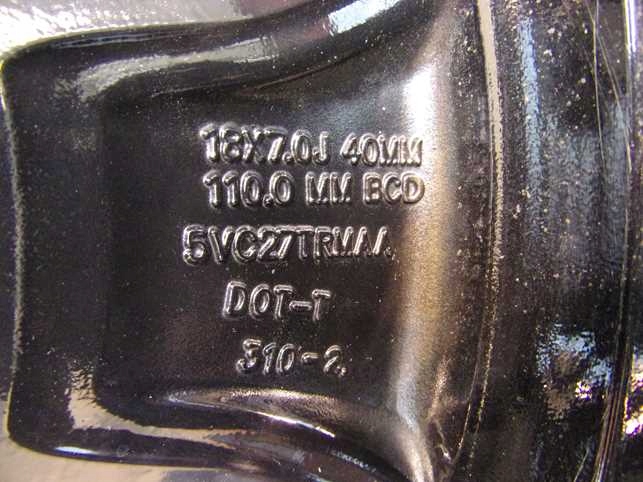 18X7.0J 40MM
110.0 MM BCD
5VC27TRMAA
DOT-T
310-2